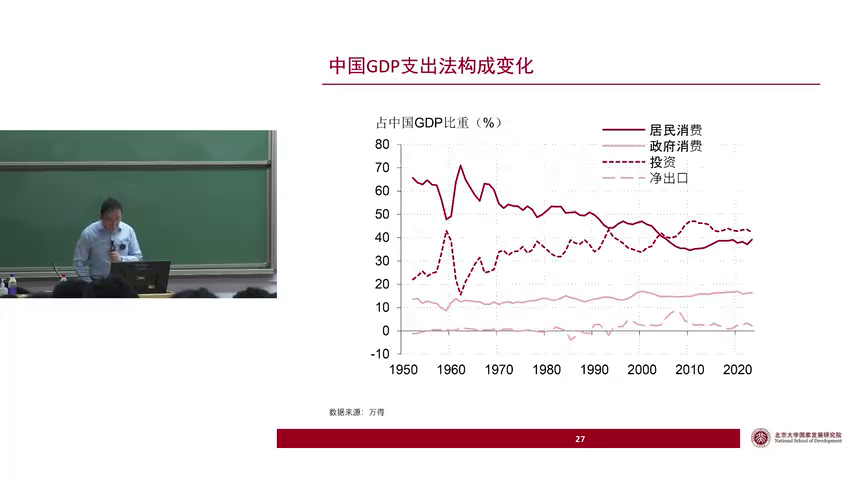 中国GDP支出法构成变化
占中国GDP比重（%）
居民消费
政府消费
投资
净出口
80
70
60
50
40
30
20
10
0
-10
1950 1960 1970 1980 1990 2000 2010 2020
数据来源：万得
27
北京大学国家发展研究院
National School of Development